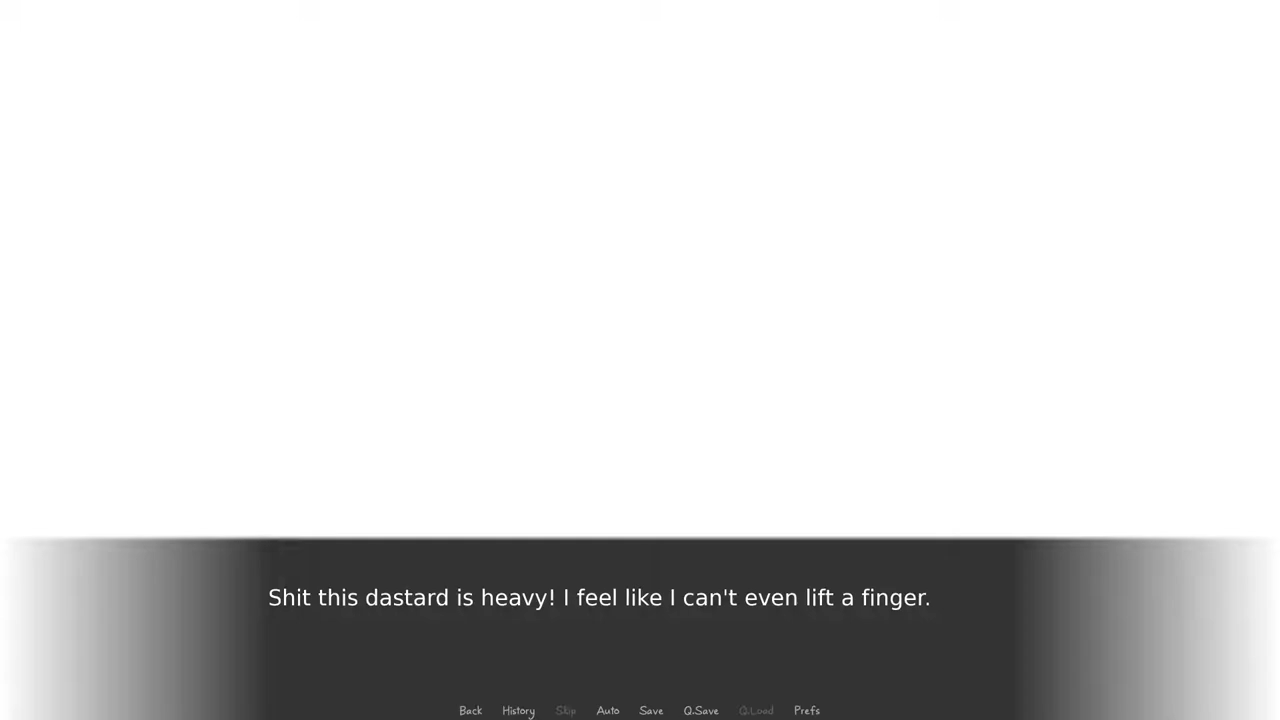 Shit this dastard is heavy! I feel like I can't even lift a finger.
Back History Skip Auto Save Q.Save Q.Load Prefs